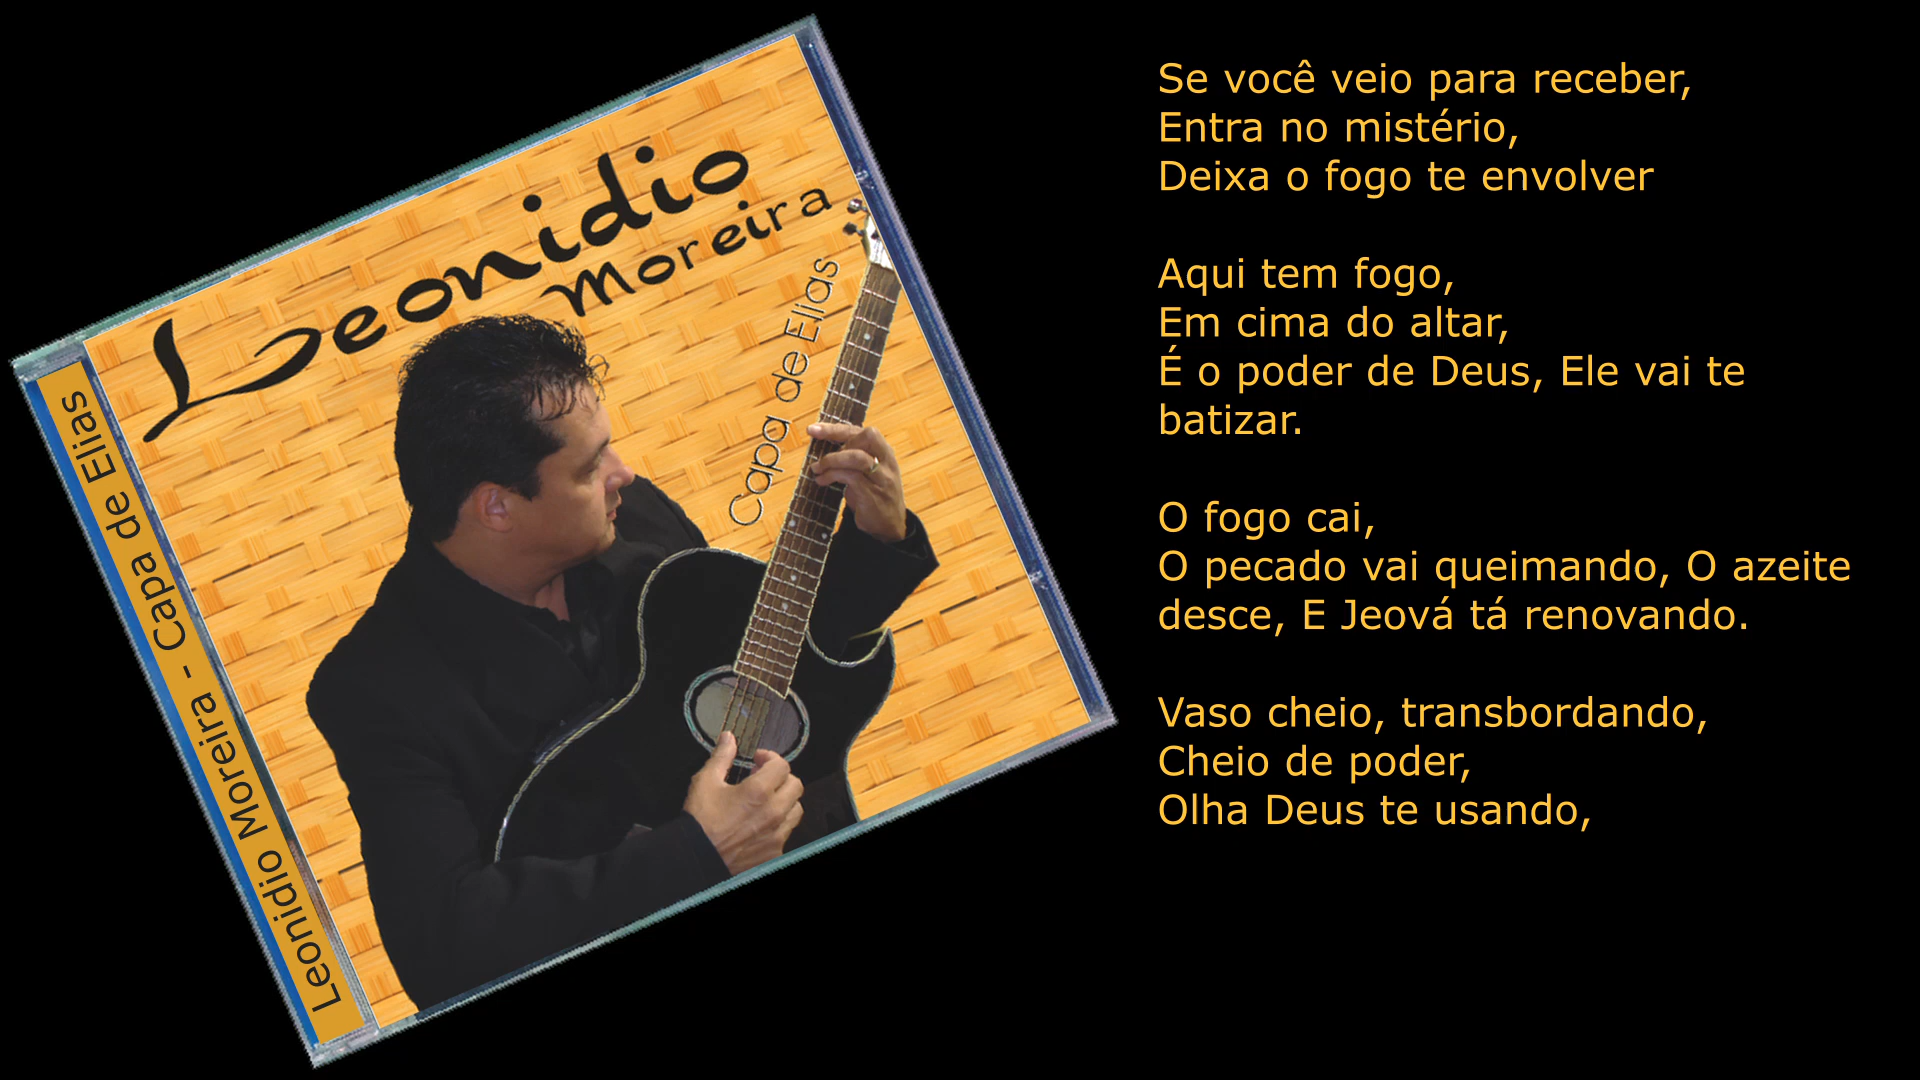 Leonidio
Moreira
Capa de Elias
Leonidio Moreira - Capa de Elias
Se você veio para receber,
Entra no mistério,
Deixa o fogo te envolver
Aqui tem fogo,
Em cima do altar,
É o poder de Deus, Ele vai te
batizar.
O fogo cai,
O pecado vai queimando, O azeite
desce, E Jeová tá renovando.
Vaso cheio, transbordando,
Cheio de poder,
Olha Deus te usando,